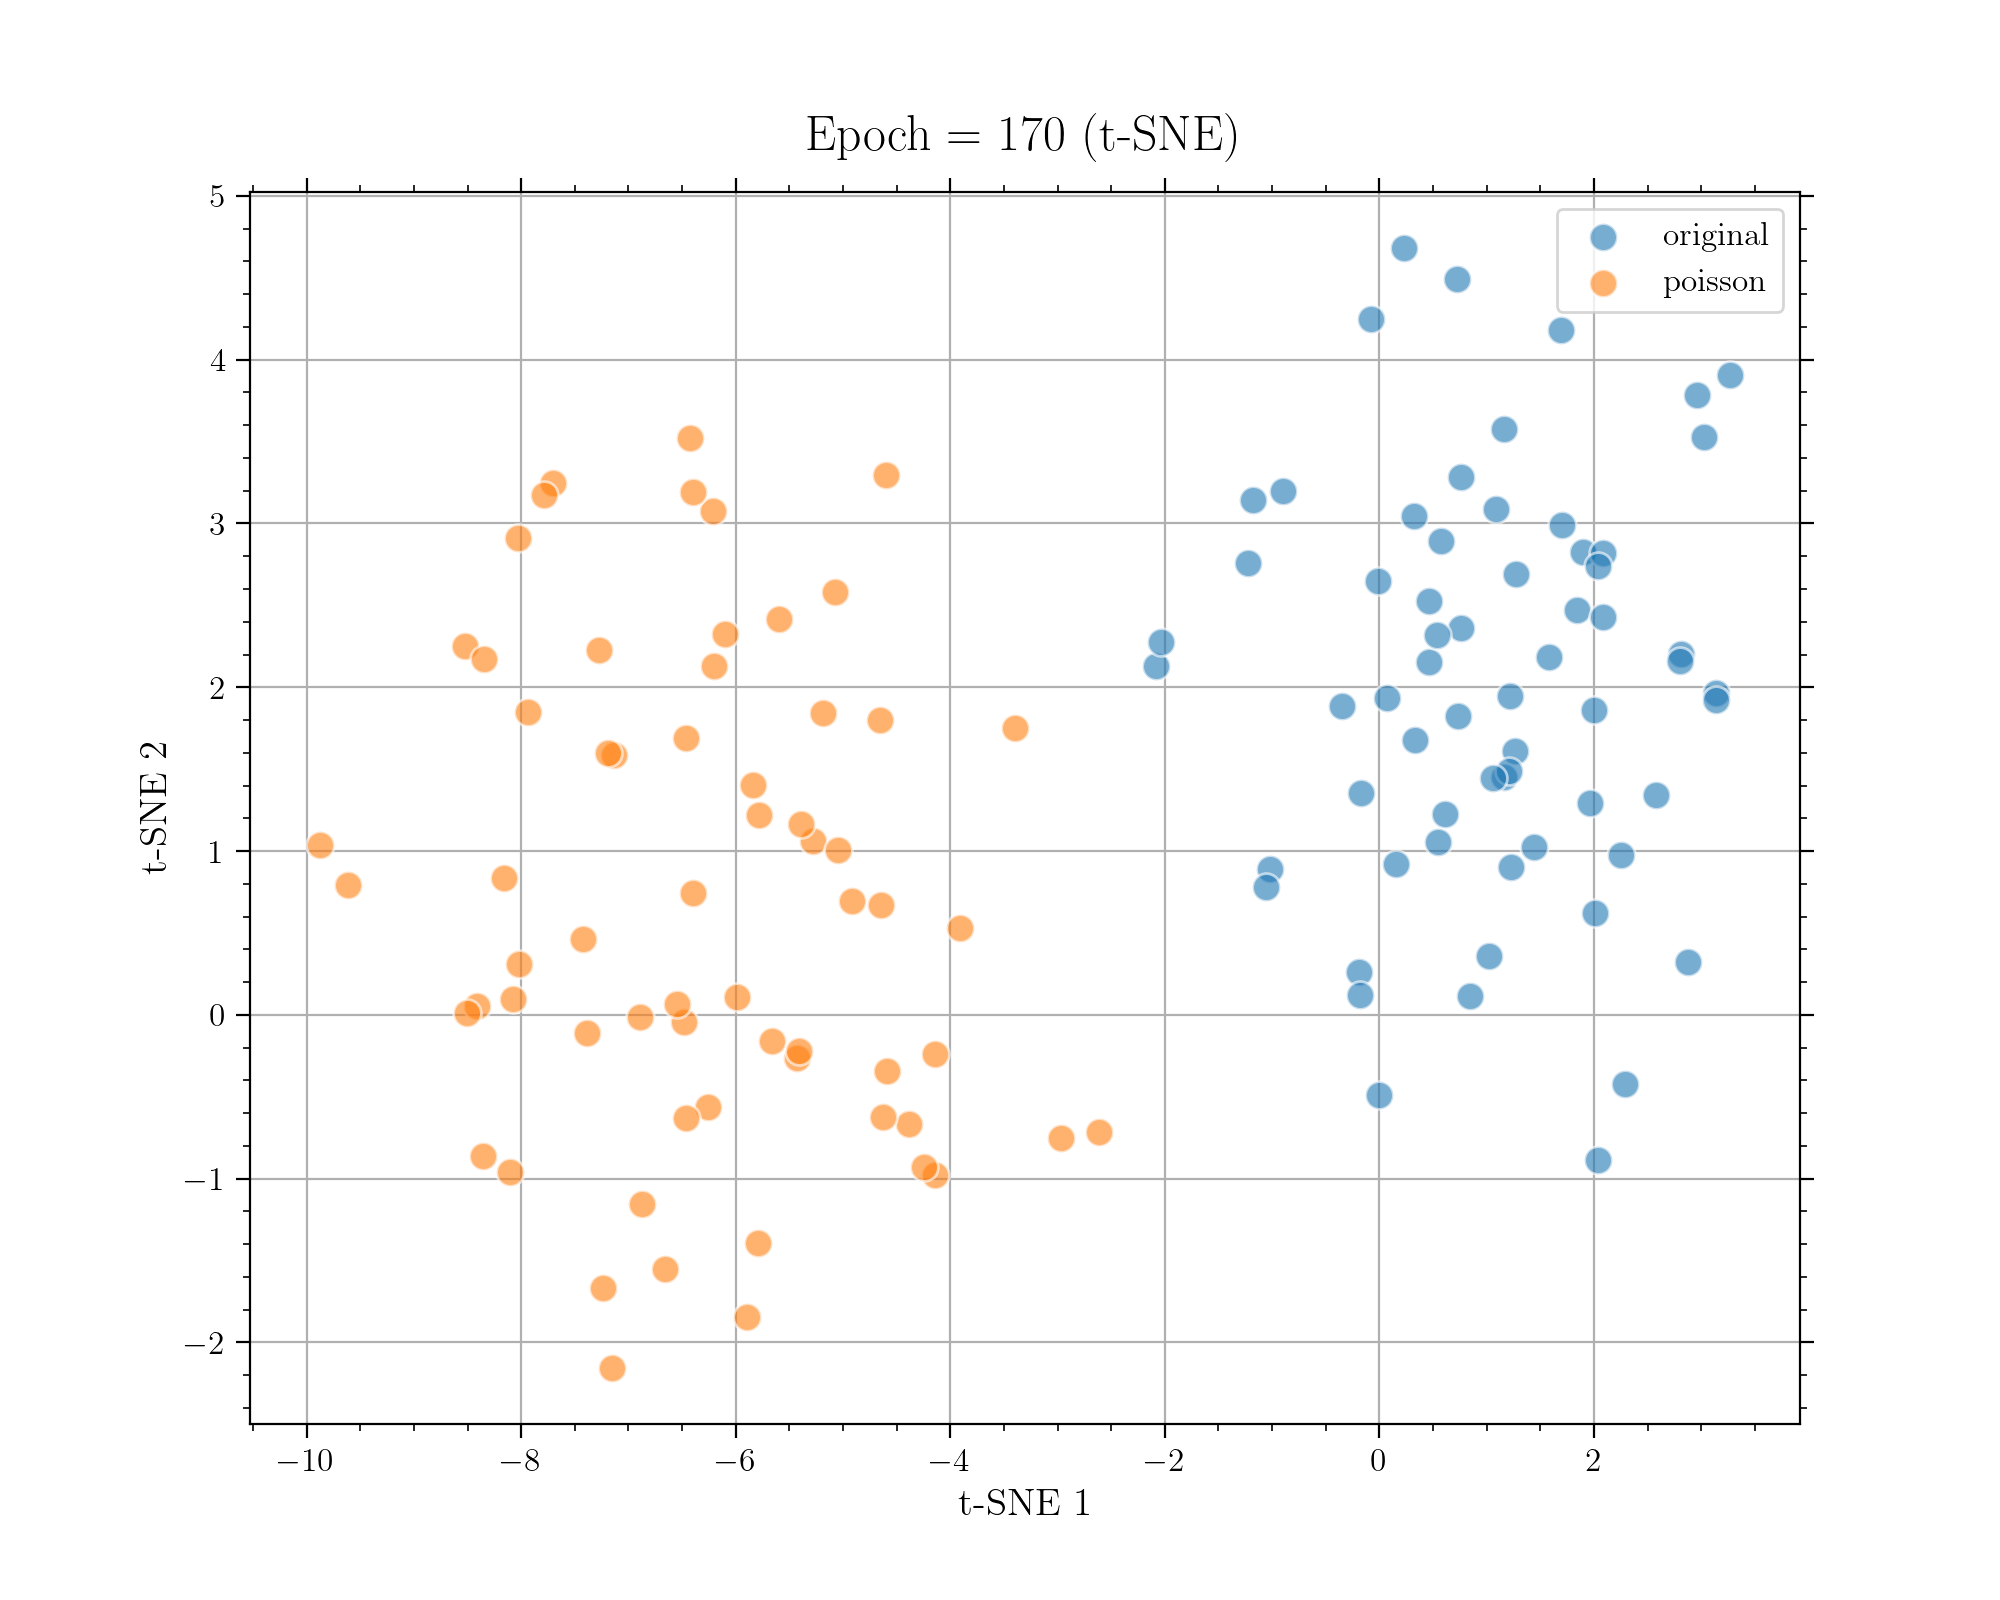 Epoch = 170 (t-SNE)
original
poisson
5
4
3
2
1
0
−1
−2
t-SNE 2
−10 −8 −6 −4 −2 0 2
t-SNE 1